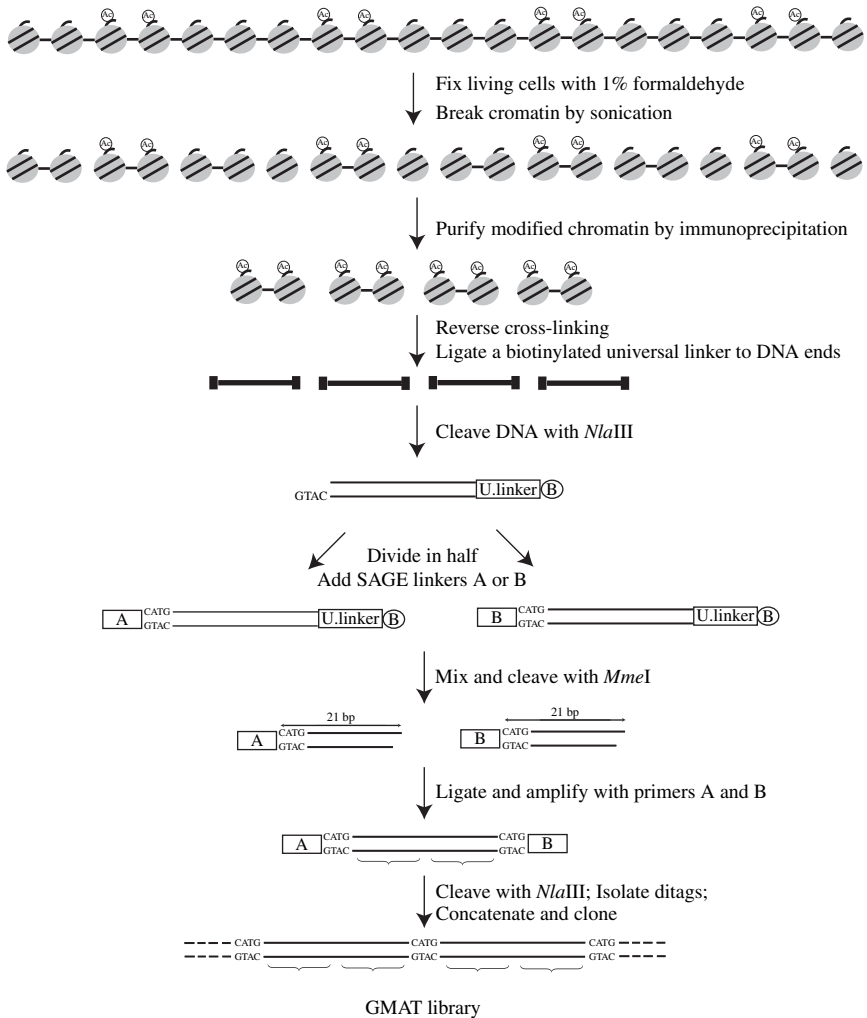 Ac Ac Ac Ac Ac Ac Ac Ac
Fix living cells with 1% formaldehyde
Break cromatin by sonication
Ac Ac Ac Ac Ac Ac Ac Ac
Purify modified chromatin by immunoprecipitation
Ac Ac Ac Ac Ac Ac Ac Ac
Reverse cross-linking
Ligate a biotinylated universal linker to DNA ends
Cleave DNA with NlaIII
GTAC U.linker B
Divide in half
Add SAGE linkers A or B
A CATG U.linker B B CATG U.linker B
GTAC GTAC
Mix and cleave with MmeI
21 bp 21 bp
A CATG B CATG
GTAC GTAC
Ligate and amplify with primers A and B
A CATG CATG B
GTAC GTAC
Cleave with NlaIII; Isolate ditags;
Concatenate and clone
CATG CATG CATG
GTAC GTAC GTAC
GMAT library